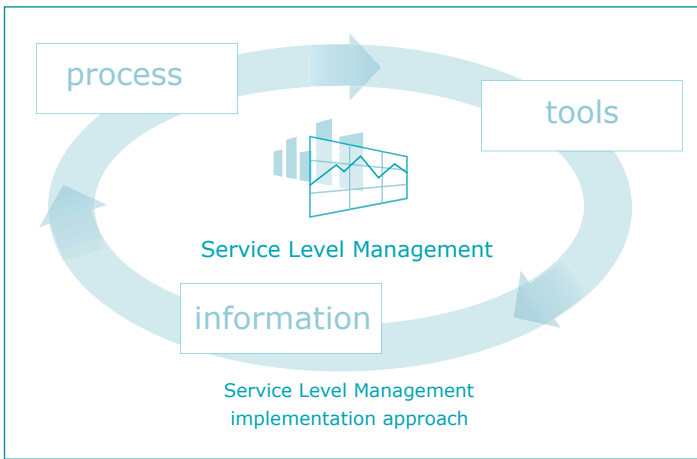 process
tools
Service Level Management
information
Service Level Management
implementation approach